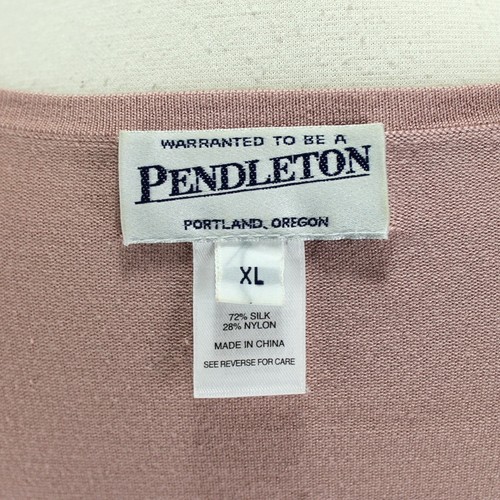 WARRANTED TO BE A
PENDLETON
PORTLAND, OREGON
XL
72% SILK
28% NYLON
MADE IN CHINA
SEE REVERSE FOR CARE